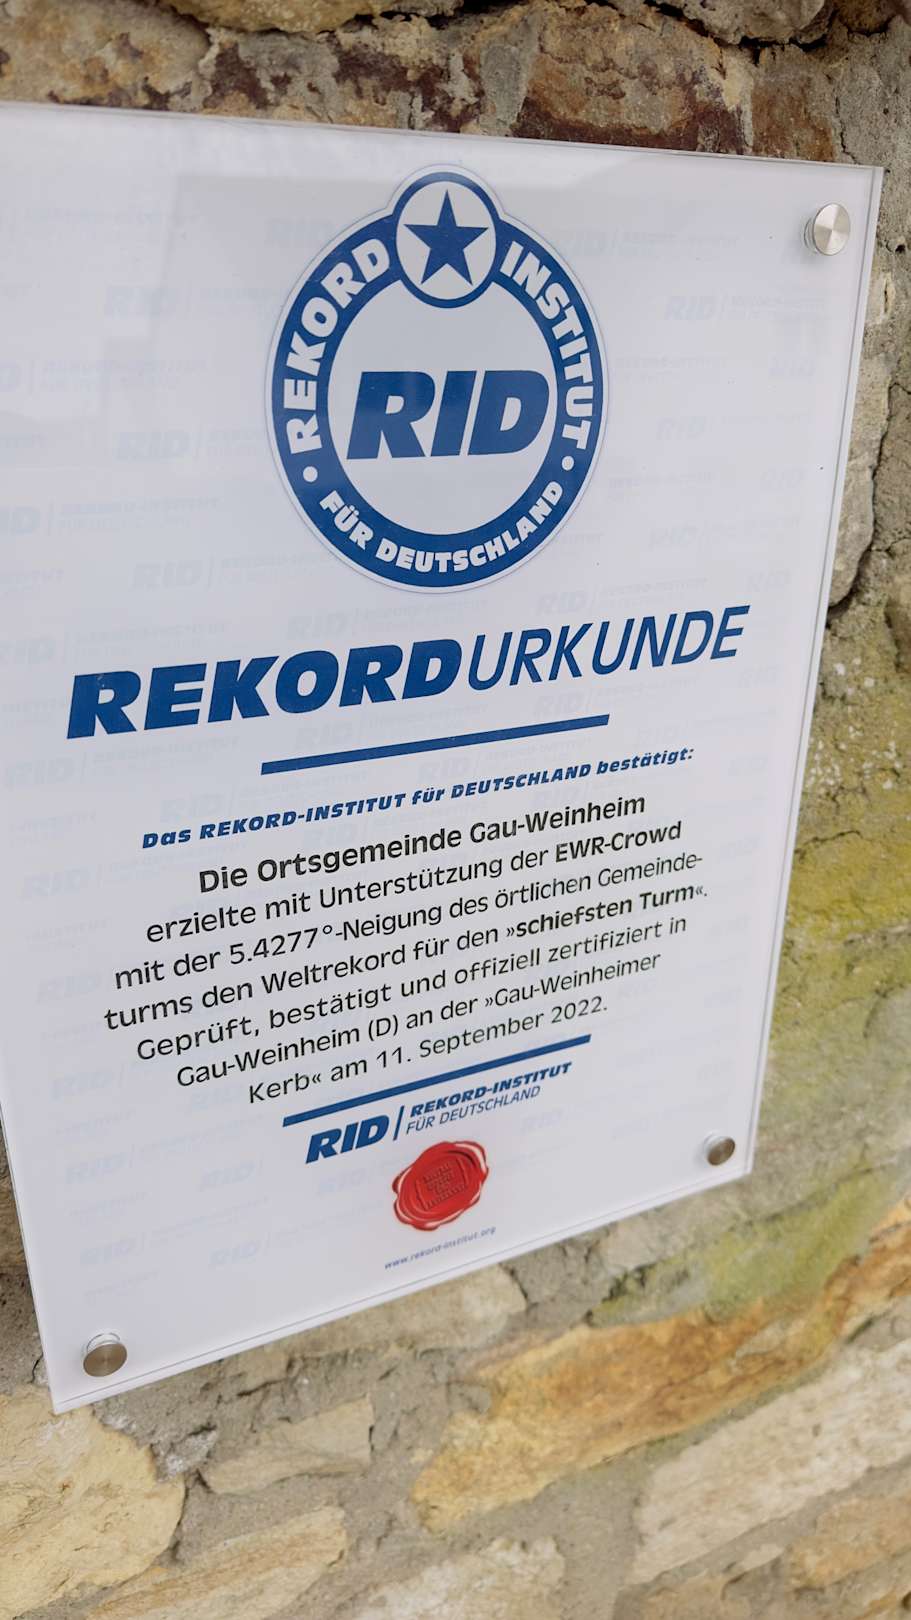 REKORD INSTITUT
RID
• FÜR DEUTSCHLAND •
REKORDURKUNDE
Das REKORD-INSTITUT für DEUTSCHLAND bestätigt:
Die Ortsgemeinde Gau-Weinheim
erzielte mit Unterstützung der EWR-Crowd
mit der 5.4277°-Neigung des örtlichen Gemeinde-
turms den Weltrekord für den »schiefsten Turm«.
Geprüft, bestätigt und offiziell zertifiziert in
Gau-Weinheim (D) an der »Gau-Weinheimer
Kerb« am 11. September 2022.
RID | REKORD-INSTITUT
FÜR DEUTSCHLAND
www.rekord-institut.org